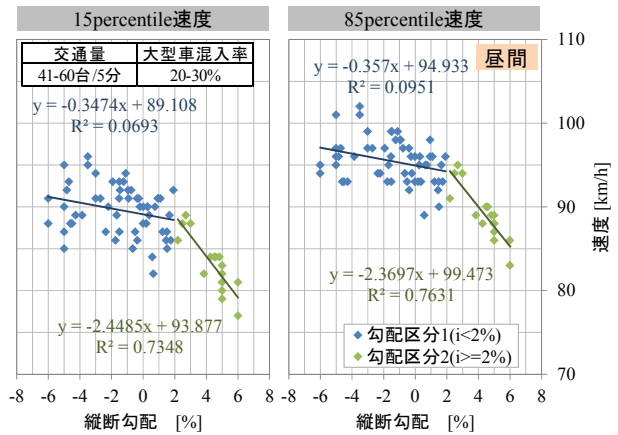 15percentile速度
85percentile速度
交通量 大型車混入率
41-60台/5分 20-30%
y = -0.3474x + 89.108
R² = 0.0693
y = -2.4485x + 93.877
R² = 0.7348
-8 -6 -4 -2 0 2 4 6 8
縦断勾配 [%]
昼間
y = -0.357x + 94.933
R² = 0.0951
y = -2.3697x + 99.473
R² = 0.7631
勾配区分1(i<2%)
勾配区分2(i>=2%)
-8 -6 -4 -2 0 2 4 6 8
縦断勾配 [%]
110
100
90
80
70
速度 [km/h]